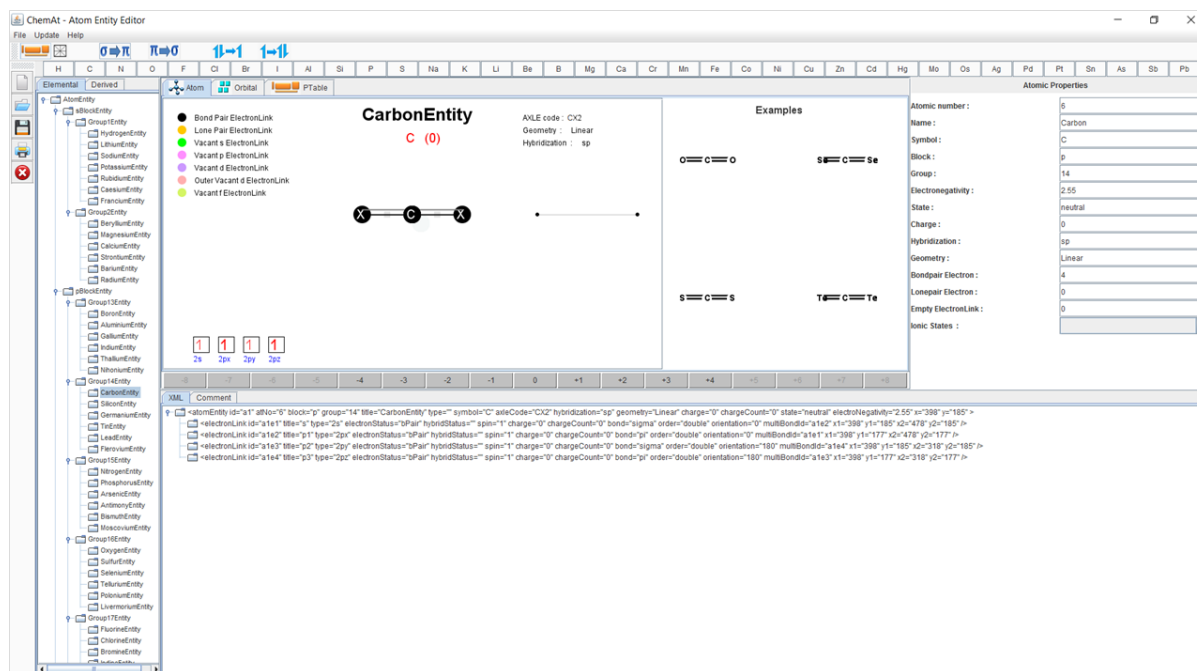 ChemAt - Atom Entity Editor
File Update Help
σ⇒π π⇒σ
H C N O F Cl Br I Al Si P S Na K Li Be B Mg Ca Cr Mn Fe Co Ni Cu Zn Cd Hg Mo Os Ag Pd Pt Sn As Sb Pb
Elemental Derived
AtomEntity
sBlockEntity
Group1Entity
HydrogenEntity
LithiumEntity
SodiumEntity
PotassiumEntity
RubidiumEntity
CaesiumEntity
FranciumEntity
Group2Entity
BerylliumEntity
MagnesiumEntity
CalciumEntity
StrontiumEntity
BariumEntity
RadiumEntity
pBlockEntity
Group13Entity
BoronEntity
AluminiumEntity
GalliumEntity
IndiumEntity
ThalliumEntity
NihoniumEntity
Group14Entity
CarbonEntity
SiliconEntity
GermaniumEntity
TinEntity
LeadEntity
FleroviumEntity
Group15Entity
NitrogenEntity
PhosphorusEntity
ArsenicEntity
AntimonyEntity
BismuthEntity
MoscoviumEntity
Group16Entity
OxygenEntity
SulfurEntity
SeleniumEntity
TelluriumEntity
PoloniumEntity
LivermoriumEntity
Group17Entity
FluorineEntity
ChlorineEntity
BromineEntity
Atom Orbital PTable
Bond Pair ElectronLink
Lone Pair ElectronLink
Vacant s ElectronLink
Vacant p ElectronLink
Vacant d ElectronLink
Outer Vacant d ElectronLink
Vacant f ElectronLink
CarbonEntity
C (0)
AXLE code : CX2
Geometry : Linear
Hybridization : sp
X C X
1 1 1 1
2s 2px 2py 2pz
Examples
O C O
Se C Se
S C S
Te C Te
-8 -7 -6 -5 -4 -3 -2 -1 0 +1 +2 +3 +4 +5 +6 +7 +8
Atomic Properties
Atomic number : 6
Name : Carbon
Symbol : C
Block : p
Group : 14
Electronegativity : 2.55
State : neutral
Charge : 0
Hybridization : sp
Geometry : Linear
Bondpair Electron : 4
Lonepair Electron : 0
Empty ElectronLink : 0
Ionic States :
XML Comment
<atomEntity id="a1" atNo="6" block="p" group="14" title="CarbonEntity" type="" symbol="C" axleCode="CX2" hybridization="sp" geometry="Linear" charge="0" chargeCount="0" state="neutral" electroNegativity="2.55" x="398" y="185" >
<electronLink id="a1e1" title="s" type="2s" electronStatus="bPair" hybridStatus="" spin="1" charge="0" chargeCount="0" bond="sigma" order="double" orientation="0" multiBondId="a1e2" x1="398" y1="185" x2="478" y2="185" />
<electronLink id="a1e2" title="p1" type="2px" electronStatus="bPair" hybridStatus="" spin="1" charge="0" chargeCount="0" bond="pi" order="double" orientation="0" multiBondId="a1e1" x1="398" y1="177" x2="478" y2="177" />
<electronLink id="a1e3" title="p2" type="2py" electronStatus="bPair" hybridStatus="" spin="1" charge="0" chargeCount="0" bond="sigma" order="double" orientation="180" multiBondId="a1e4" x1="398" y1="185" x2="318" y2="185" />
<electronLink id="a1e4" title="p3" type="2pz" electronStatus="bPair" hybridStatus="" spin="1" charge="0" chargeCount="0" bond="pi" order="double" orientation="180" multiBondId="a1e3" x1="398" y1="177" x2="318" y2="177" />